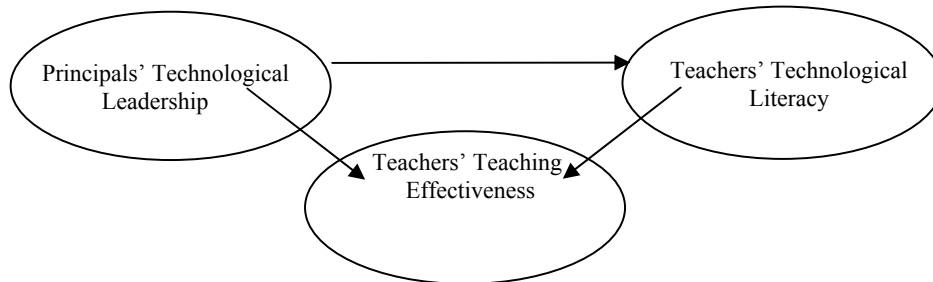 Principals’ Technological
Leadership
Teachers’ Technological
Literacy
Teachers’ Teaching
Effectiveness